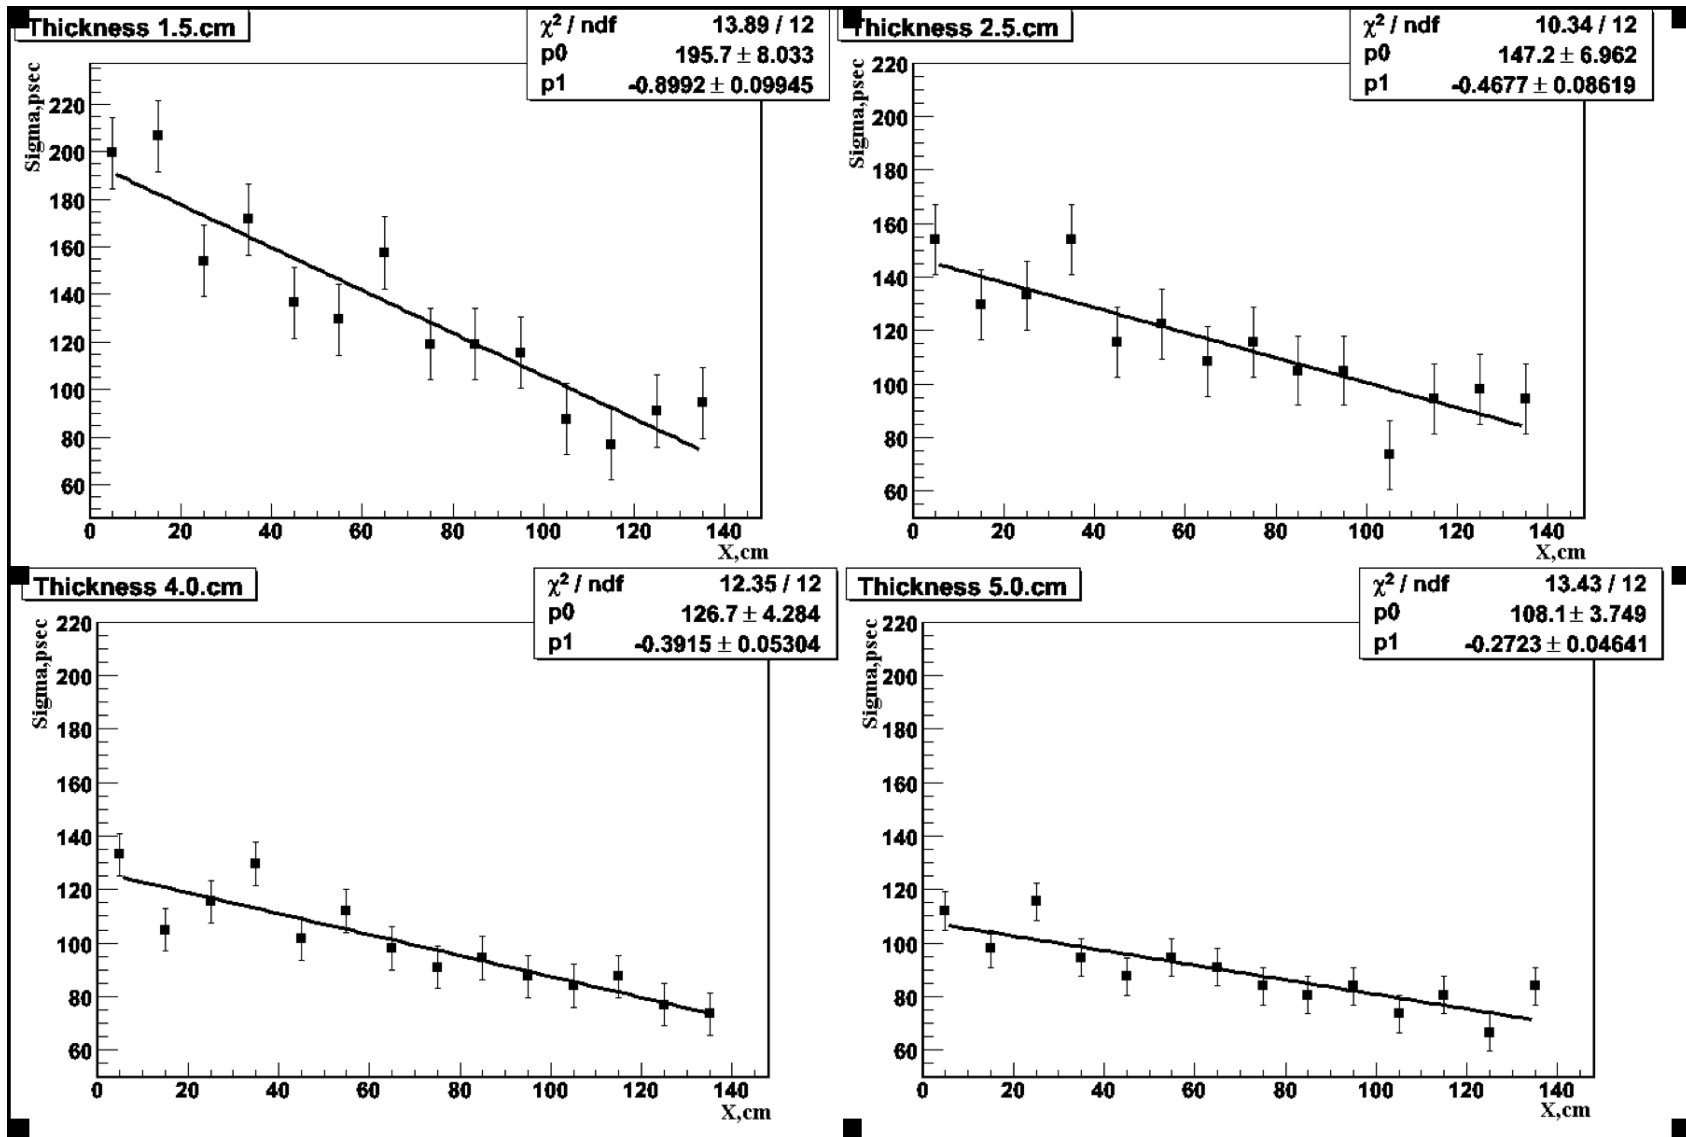 Thickness 1.5.cm
χ² / ndf 13.89 / 12
p0 195.7 ± 8.033
p1 -0.8992 ± 0.09945
Sigma,psec
220
200
180
160
140
120
100
80
60
0 20 40 60 80 100 120 140
X,cm
Thickness 2.5.cm
χ² / ndf 10.34 / 12
p0 147.2 ± 6.962
p1 -0.4677 ± 0.08619
Sigma,psec
220
200
180
160
140
120
100
80
60
0 20 40 60 80 100 120 140
X,cm
Thickness 4.0.cm
χ² / ndf 12.35 / 12
p0 126.7 ± 4.284
p1 -0.3915 ± 0.05304
Sigma,psec
220
200
180
160
140
120
100
80
60
0 20 40 60 80 100 120 140
X,cm
Thickness 5.0.cm
χ² / ndf 13.43 / 12
p0 108.1 ± 3.749
p1 -0.2723 ± 0.04641
Sigma,psec
220
200
180
160
140
120
100
80
60
0 20 40 60 80 100 120 140
X,cm